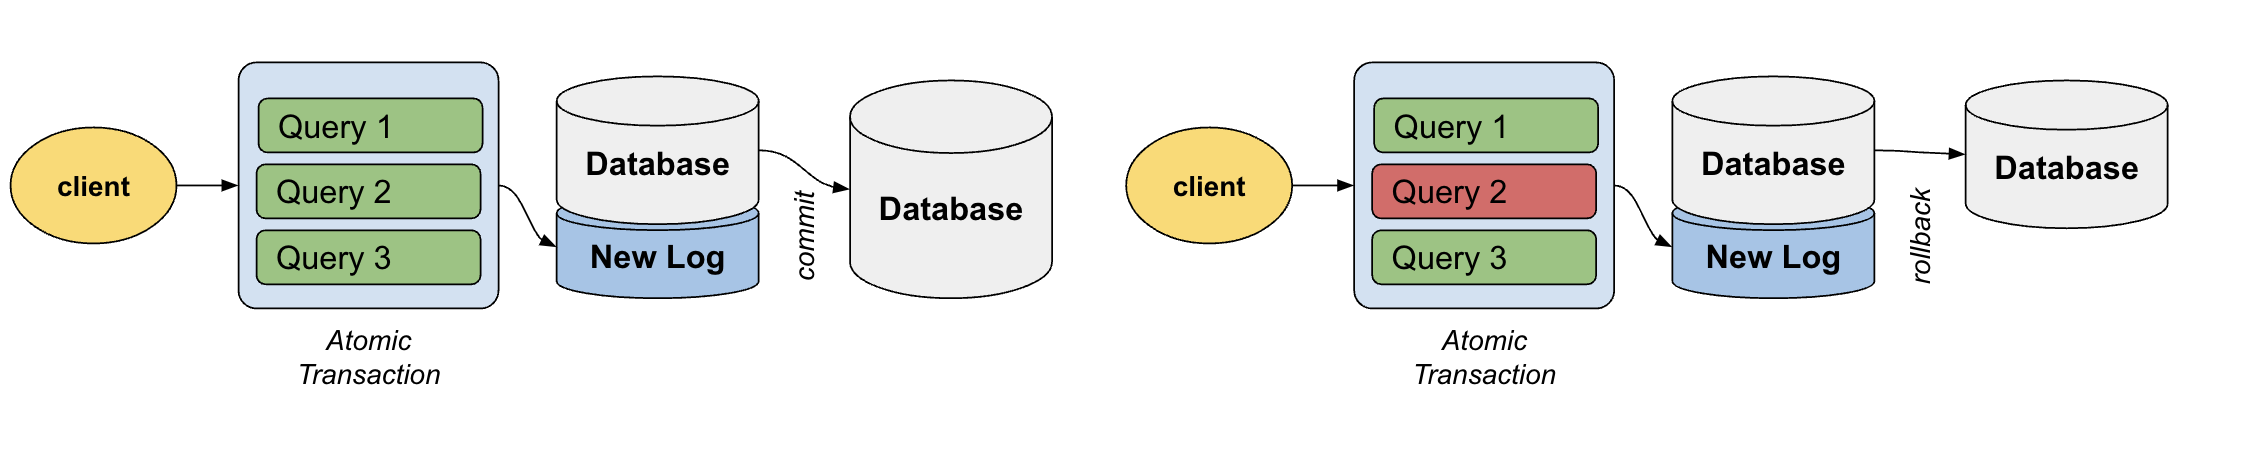 client
Query 1
Query 2
Query 3
Atomic
Transaction
Database
New Log
commit
Database
client
Query 1
Query 2
Query 3
Atomic
Transaction
Database
New Log
rollback
Database